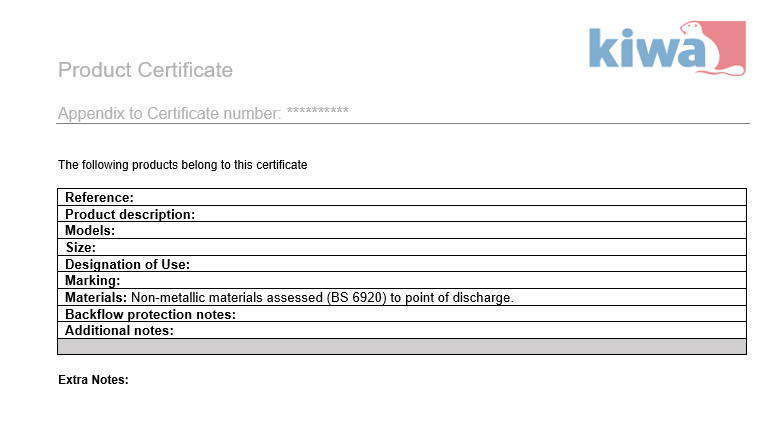 kiwa
Product Certificate
Appendix to Certificate number: **********
The following products belong to this certificate
Reference:
Product description:
Models:
Size:
Designation of Use:
Marking:
Materials: Non-metallic materials assessed (BS 6920) to point of discharge.
Backflow protection notes:
Additional notes:
Extra Notes: